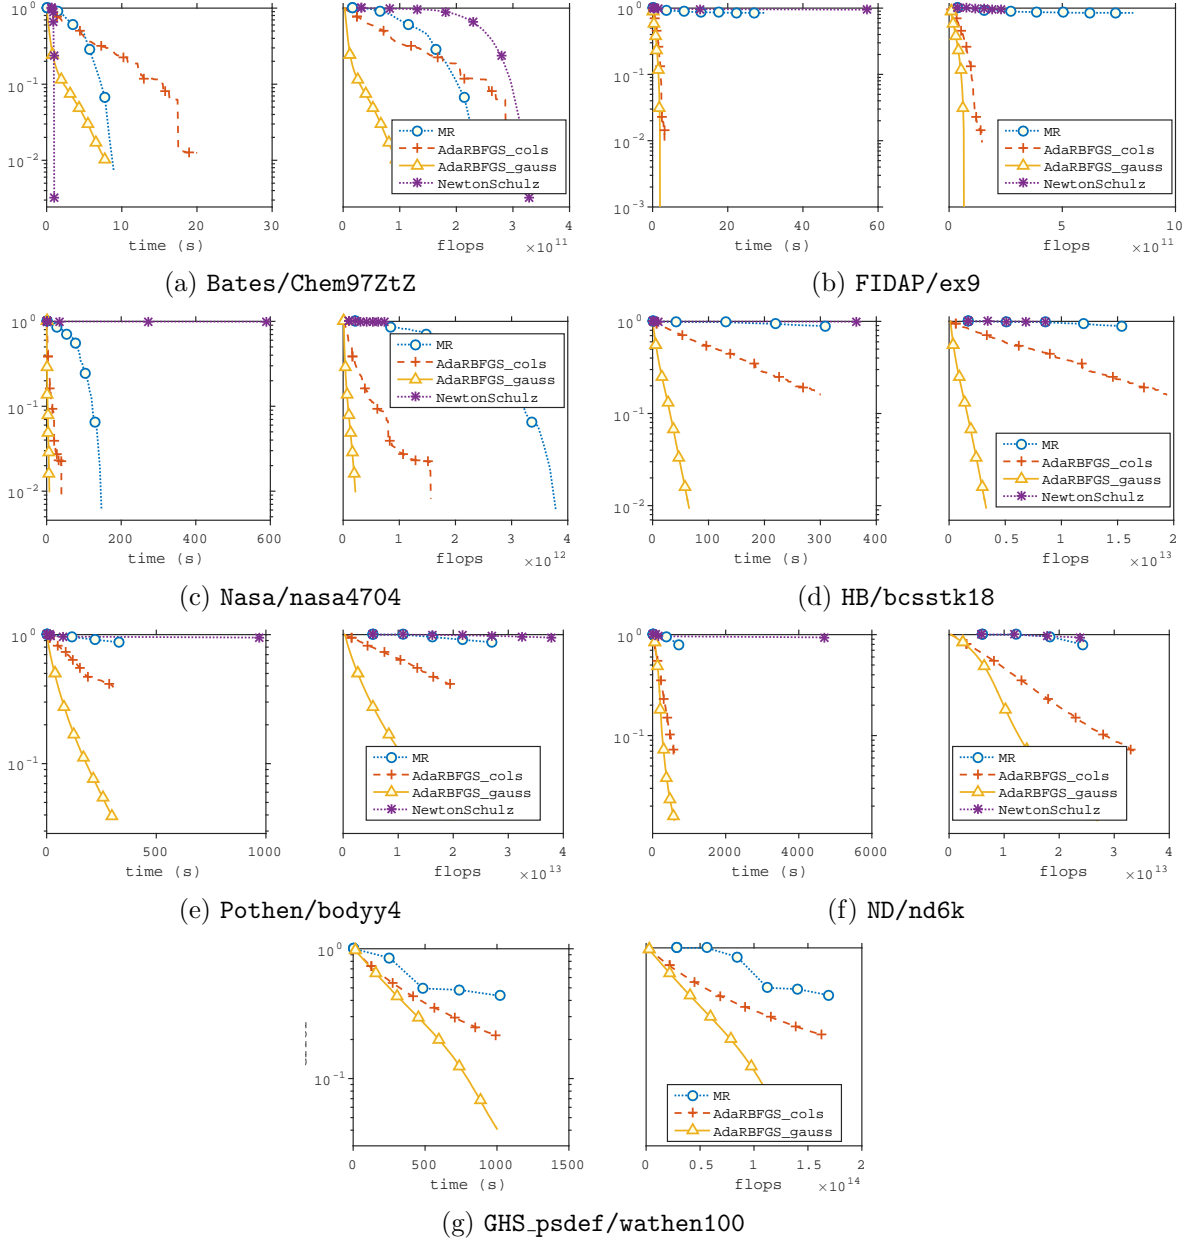 10^0
10^-1
10^-2
0 10 20 30
time (s)
0 1 2 3 4
flops ×10^11
MR
AdaRBFGS_cols
AdaRBFGS_gauss
NewtonSchulz
(a) Bates/Chem97ZtZ
10^0
10^-1
10^-2
10^-3
0 20 40 60
time (s)
0 5 10
flops ×10^11
MR
AdaRBFGS_cols
AdaRBFGS_gauss
NewtonSchulz
(b) FIDAP/ex9
10^0
10^-1
10^-2
0 200 400 600
time (s)
0 1 2 3 4
flops ×10^12
MR
AdaRBFGS_cols
AdaRBFGS_gauss
NewtonSchulz
(c) Nasa/nasa4704
10^0
10^-1
10^-2
0 100 200 300 400
time (s)
0 0.5 1 1.5 2
flops ×10^13
MR
AdaRBFGS_cols
AdaRBFGS_gauss
NewtonSchulz
(d) HB/bcsstk18
10^0
10^-1
0 500 1000
time (s)
0 1 2 3 4
flops ×10^13
MR
AdaRBFGS_cols
AdaRBFGS_gauss
NewtonSchulz
(e) Pothen/bodyy4
10^0
10^-1
0 2000 4000 6000
time (s)
0 1 2 3 4
flops ×10^13
MR
AdaRBFGS_cols
AdaRBFGS_gauss
NewtonSchulz
(f) ND/nd6k
10^0
10^-1
0 500 1000 1500
time (s)
0 0.5 1 1.5 2
flops ×10^14
MR
AdaRBFGS_cols
AdaRBFGS_gauss
(g) GHS_psdef/wathen100